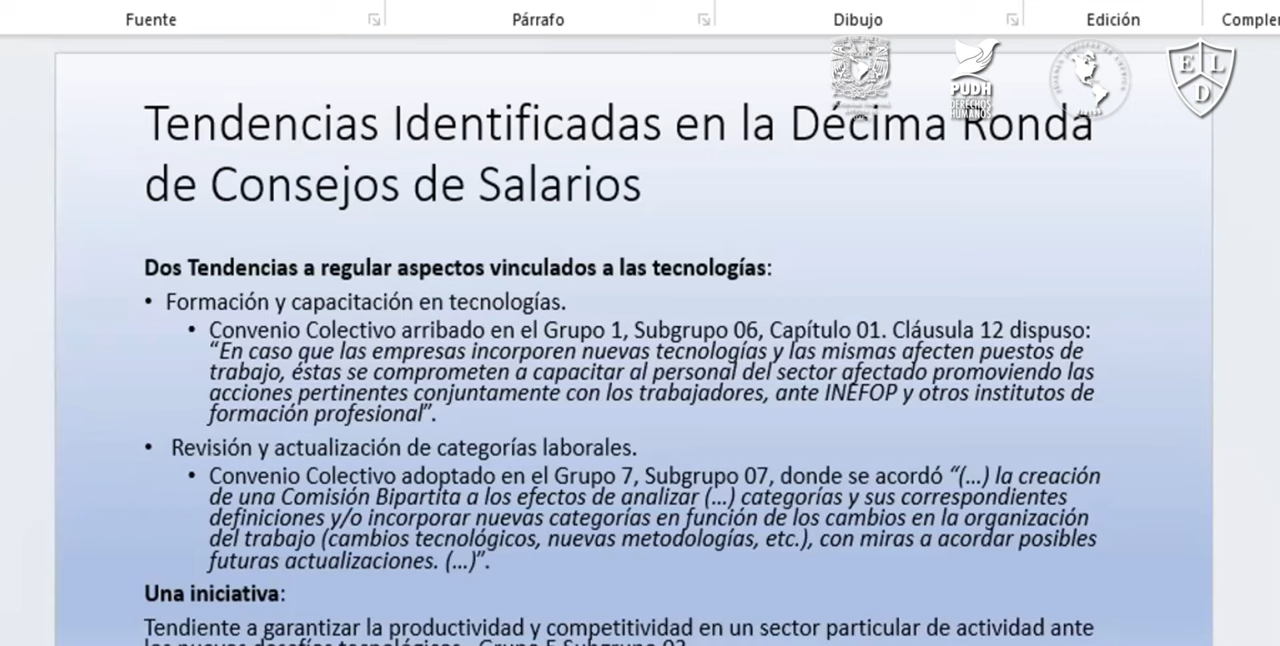 Fuente Párrafo Dibujo Edición
PUDH
DERECHOS
HUMANOS
E L
D
Tendencias Identificadas en la Décima Ronda
de Consejos de Salarios
Dos Tendencias a regular aspectos vinculados a las tecnologías:
• Formación y capacitación en tecnologías.
• Convenio Colectivo arribado en el Grupo 1, Subgrupo 06, Capítulo 01. Cláusula 12 dispuso:
“En caso que las empresas incorporen nuevas tecnologías y las mismas afecten puestos de
trabajo, éstas se comprometen a capacitar al personal del sector afectado promoviendo las
acciones pertinentes conjuntamente con los trabajadores, ante INEFOP y otros institutos de
formación profesional”.
• Revisión y actualización de categorías laborales.
• Convenio Colectivo adoptado en el Grupo 7, Subgrupo 07, donde se acordó “(...) la creación
de una Comisión Bipartita a los efectos de analizar (...) categorías y sus correspondientes
definiciones y/o incorporar nuevas categorías en función de los cambios en la organización
del trabajo (cambios tecnológicos, nuevas metodologías, etc.), con miras a acordar posibles
futuras actualizaciones. (...)”.
Una iniciativa:
Tendiente a garantizar la productividad y competitividad en un sector particular de actividad ante